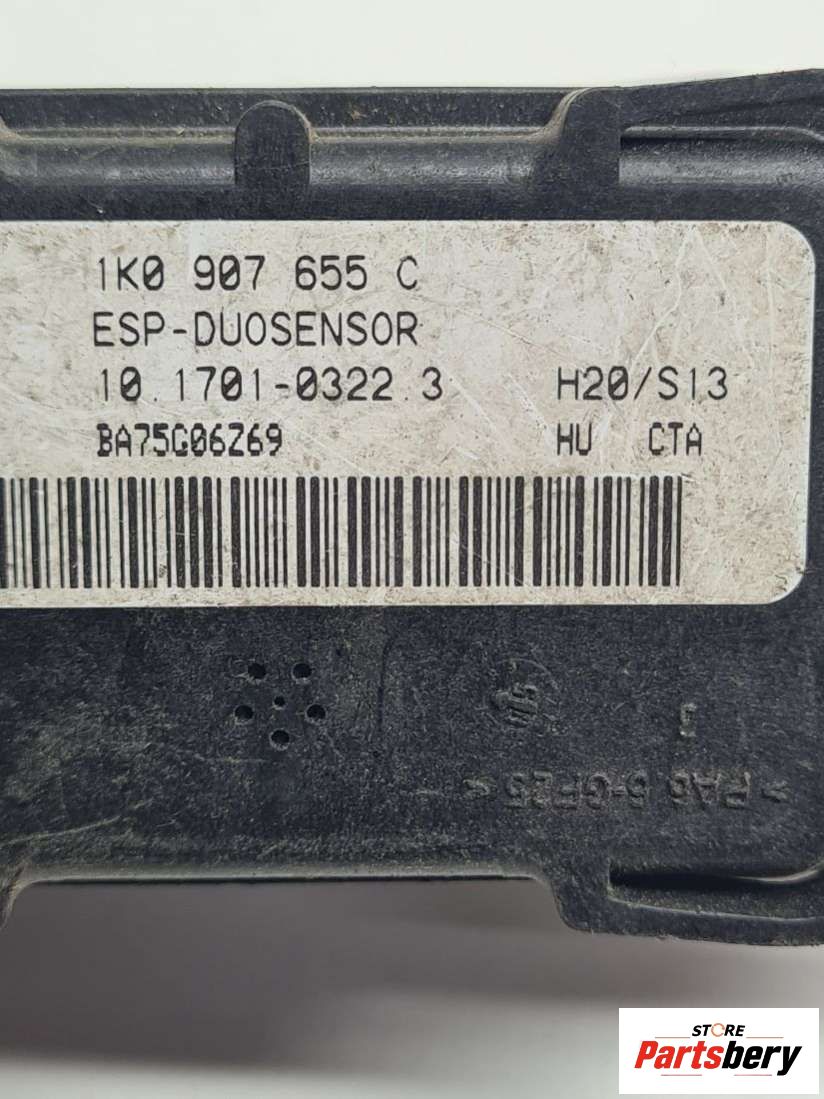 1K0 907 655 C
ESP-DUOSENSOR
10.1701-0322.3 H20/S13
BA75G06Z69 HU CTA
>PA6 6-GF25<
STORE
Partsbery